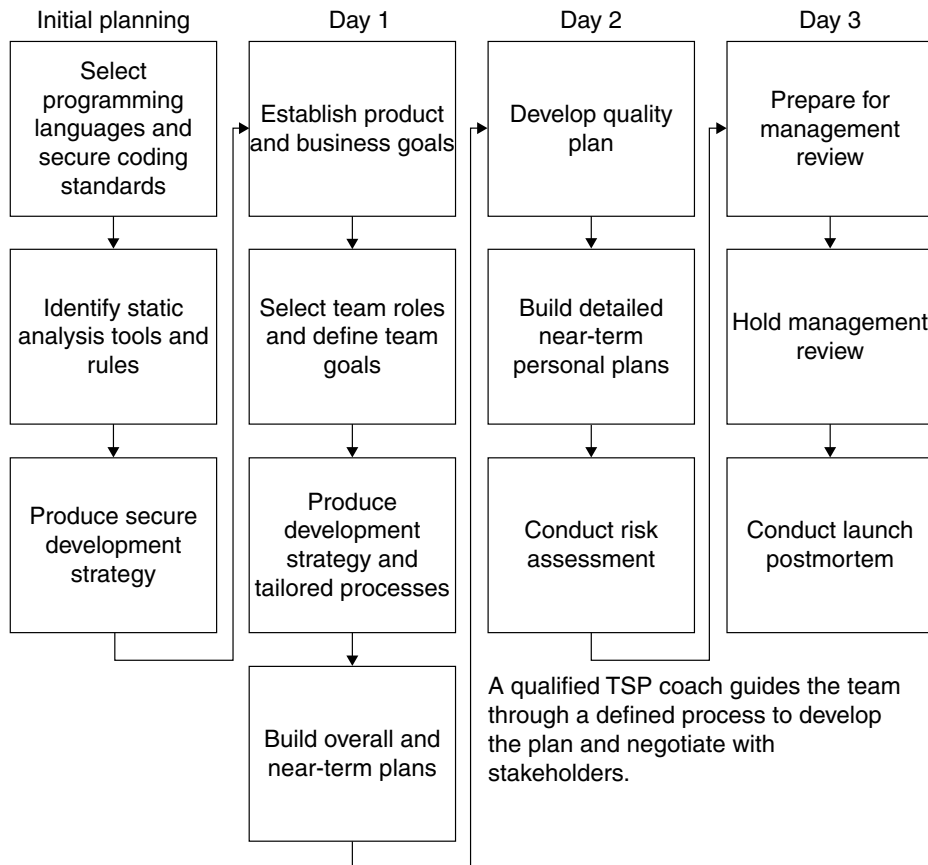 Initial planning
Select
programming
languages and
secure coding
standards
Identify static
analysis tools and
rules
Produce secure
development
strategy
Day 1
Establish product
and business goals
Select team roles
and define team
goals
Produce
development
strategy and
tailored processes
Build overall and
near-term plans
Day 2
Develop quality
plan
Build detailed
near-term
personal plans
Conduct risk
assessment
Day 3
Prepare for
management
review
Hold management
review
Conduct launch
postmortem
A qualified TSP coach guides the team
through a defined process to develop
the plan and negotiate with
stakeholders.